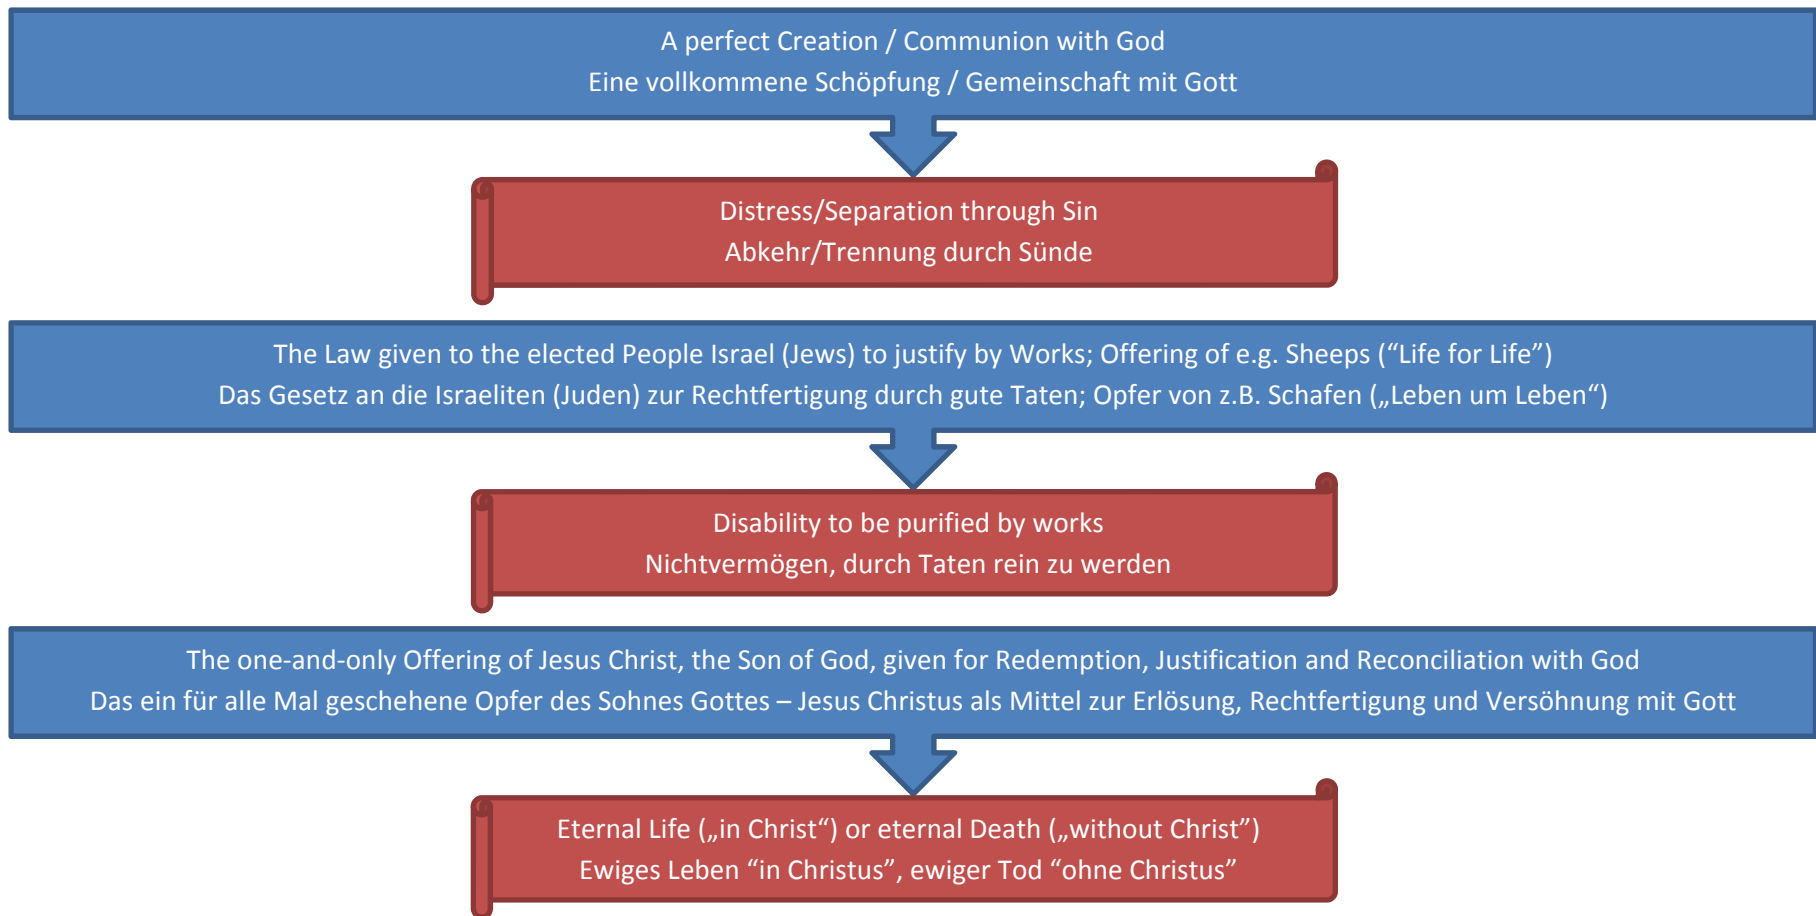 A perfect Creation / Communion with God
Eine vollkommene Schöpfung / Gemeinschaft mit Gott
Distress/Separation through Sin
Abkehr/Trennung durch Sünde
The Law given to the elected People Israel (Jews) to justify by Works; Offering of e.g. Sheeps (“Life for Life”)
Das Gesetz an die Israeliten (Juden) zur Rechtfertigung durch gute Taten; Opfer von z.B. Schafen („Leben um Leben“)
Disability to be purified by works
Nichtvermögen, durch Taten rein zu werden
The one-and-only Offering of Jesus Christ, the Son of God, given for Redemption, Justification and Reconciliation with God
Das ein für alle Mal geschehene Opfer des Sohnes Gottes – Jesus Christus als Mittel zur Erlösung, Rechtfertigung und Versöhnung mit Gott
Eternal Life („in Christ“) or eternal Death („without Christ”)
Ewiges Leben “in Christus”, ewiger Tod “ohne Christus”